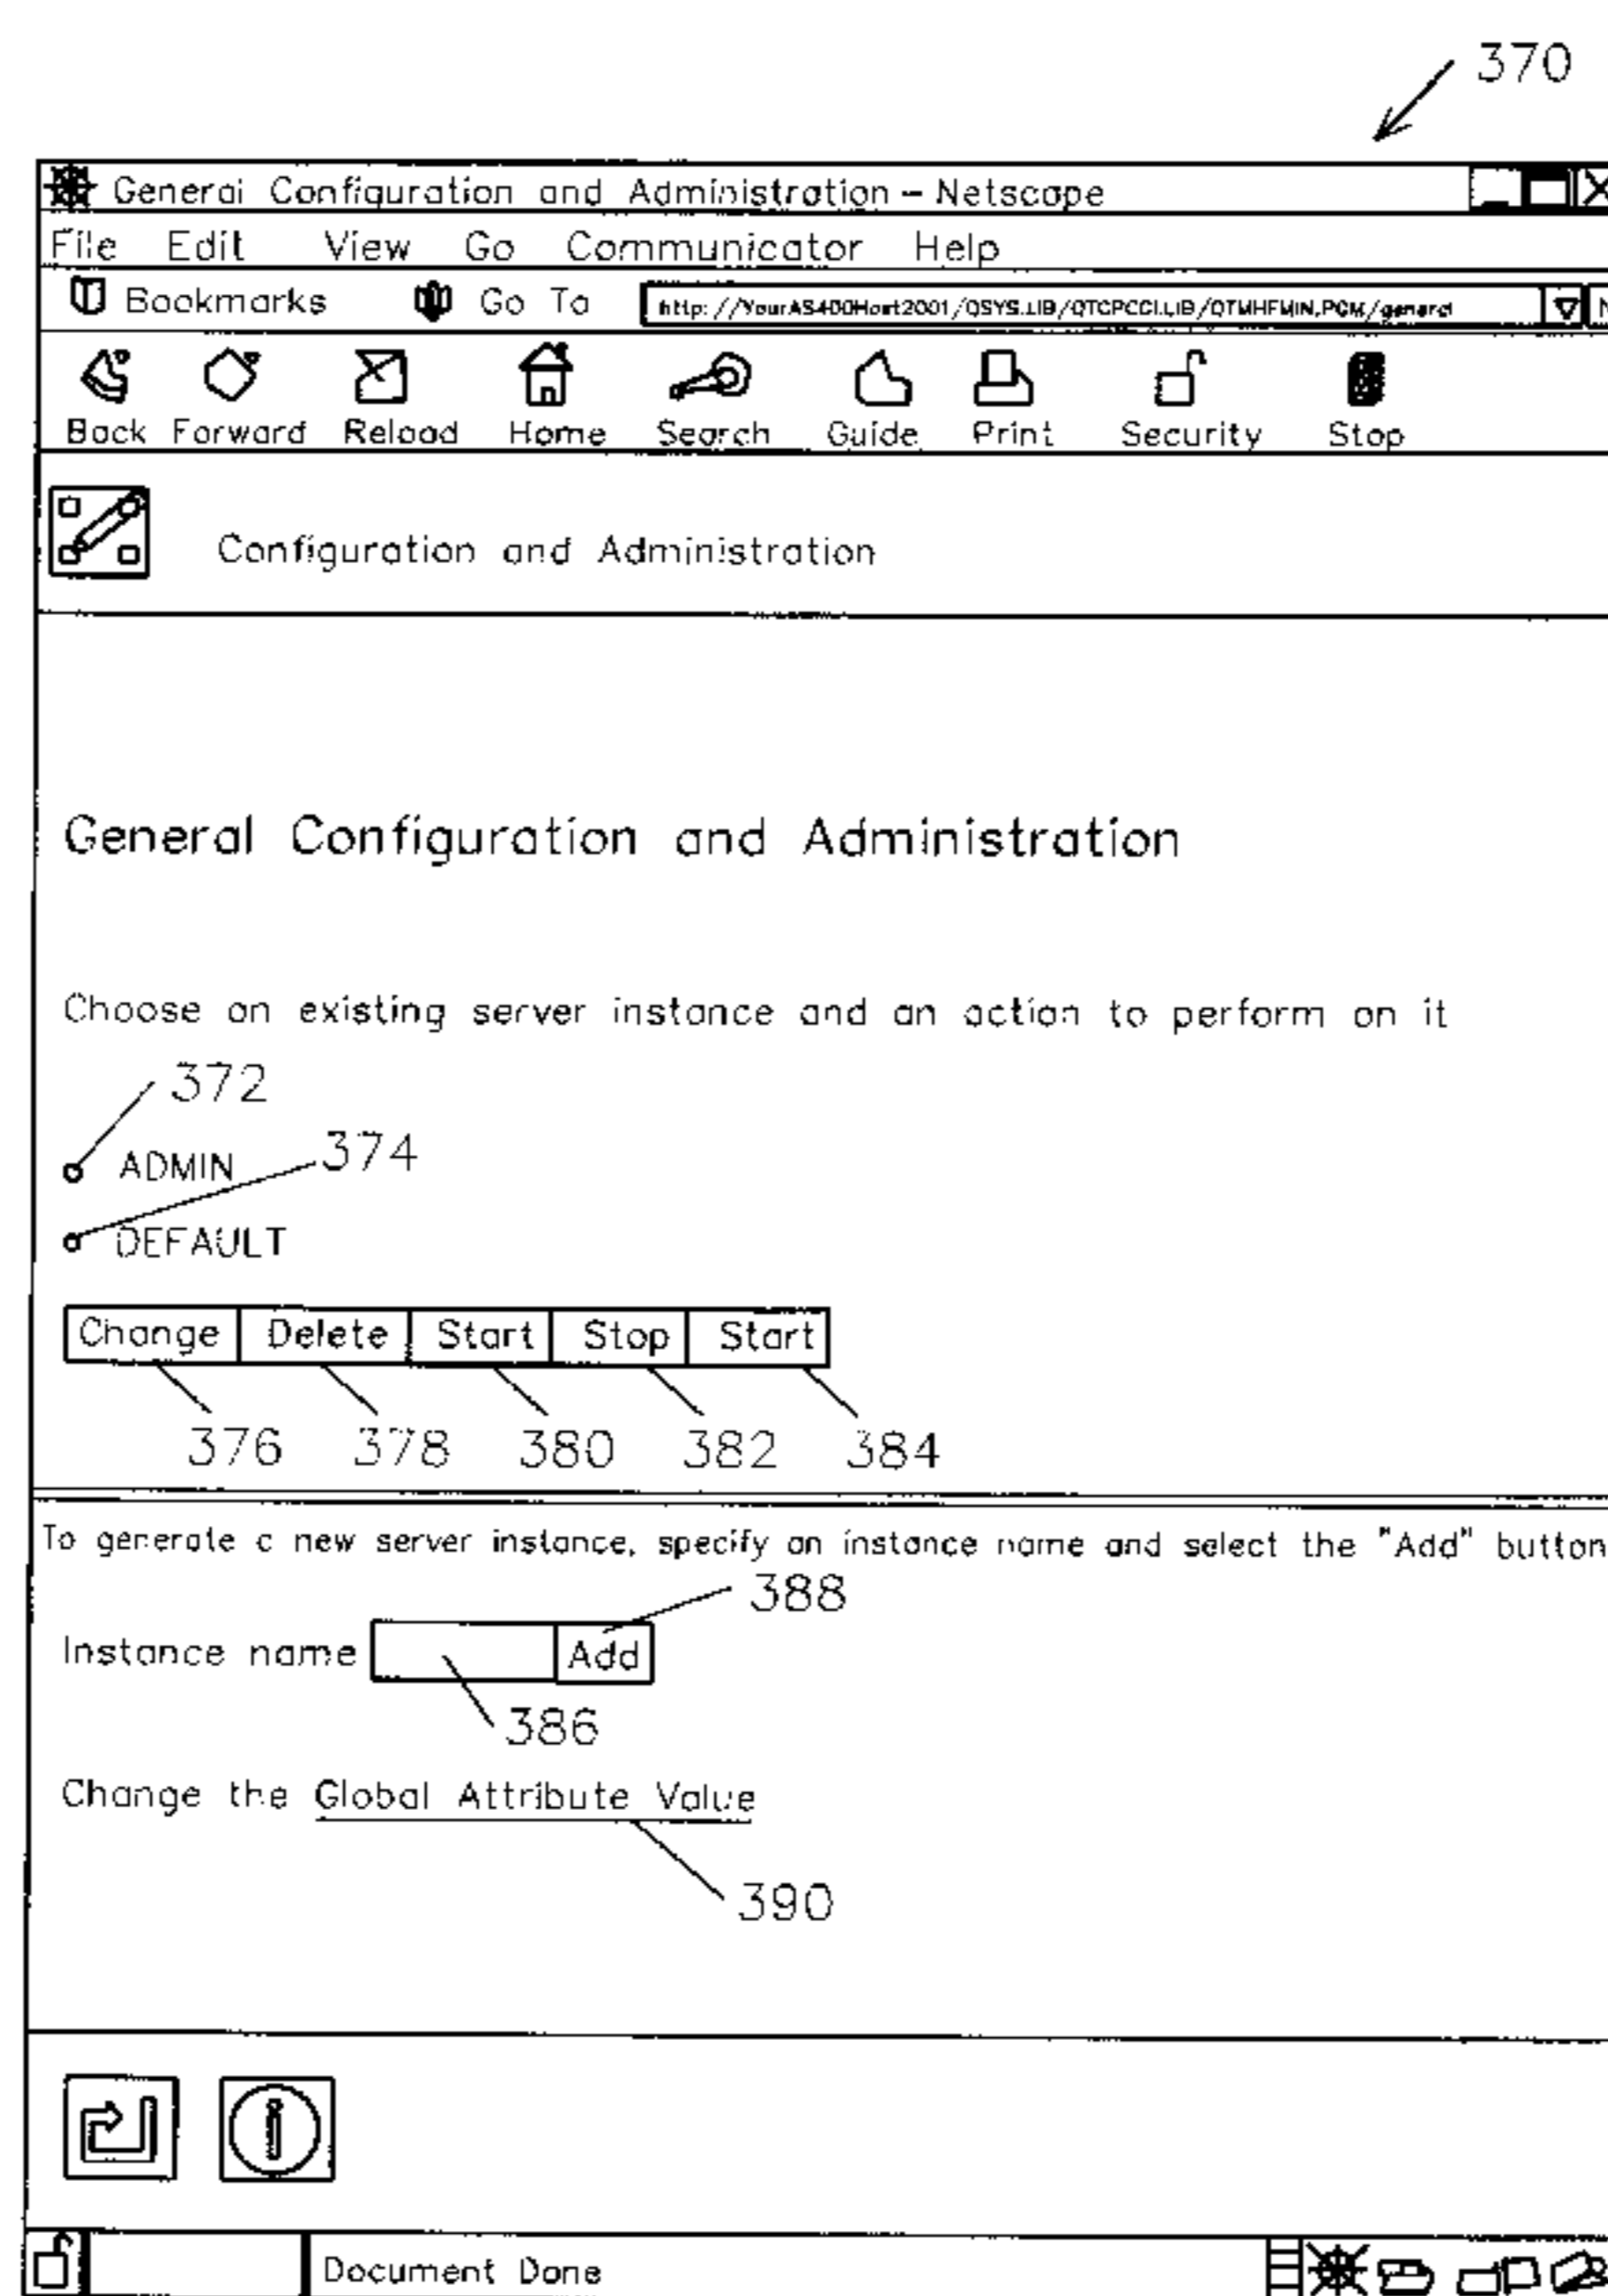 370
General Configuration and Administration – Netscape
File Edit View Go Communicator Help
Bookmarks Go To http://YourAS400Host2001/QSYS.LIB/QTCPCCI.LIB/QTMHFMIN.PGM/general N
Back Forward Reload Home Search Guide Print Security Stop
Configuration and Administration
General Configuration and Administration
Choose an existing server instance and an action to perform on it
372
ADMIN 374
DEFAULT
Change Delete Start Stop Start
376 378 380 382 384
To generate a new server instance, specify an instance name and select the "Add" button
388
Instance name Add
386
Change the Global Attribute Value
390
Document Done